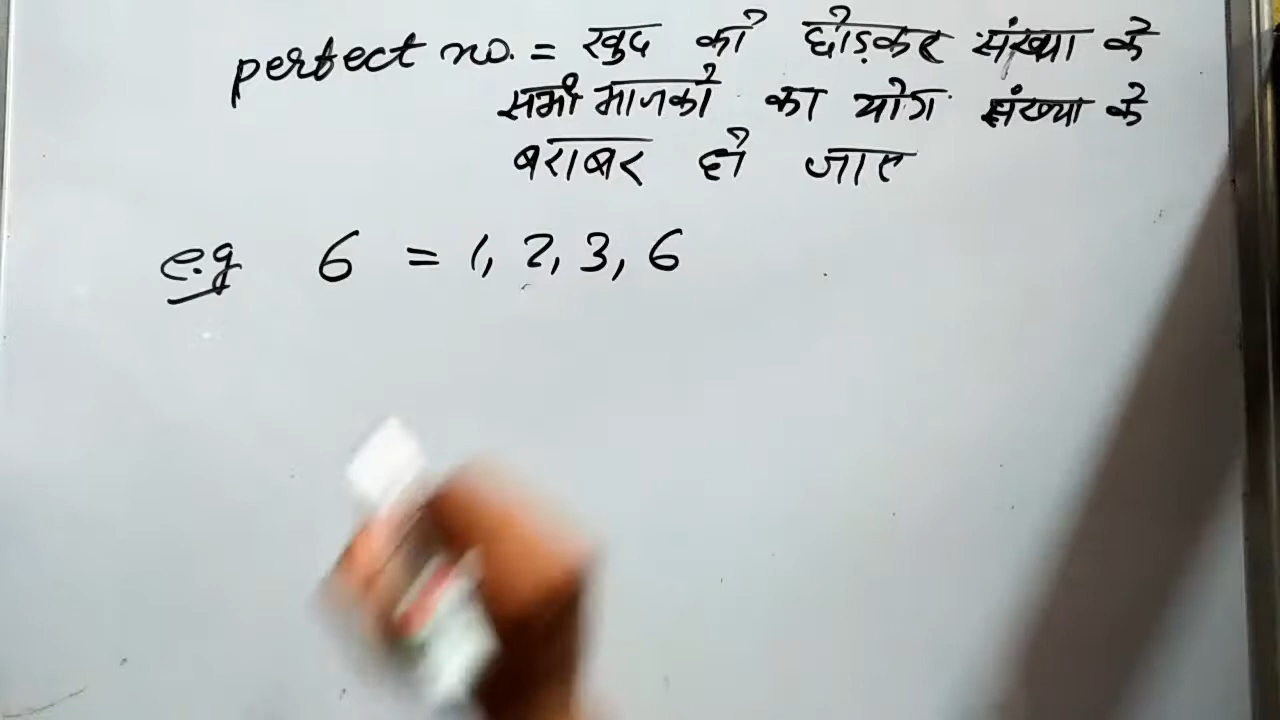 perfect no. = खुद को छोड़कर संख्या के
सभी भाजको का योग संख्या के
बराबर हो जाए
e.g 6 = 1, 2, 3, 6